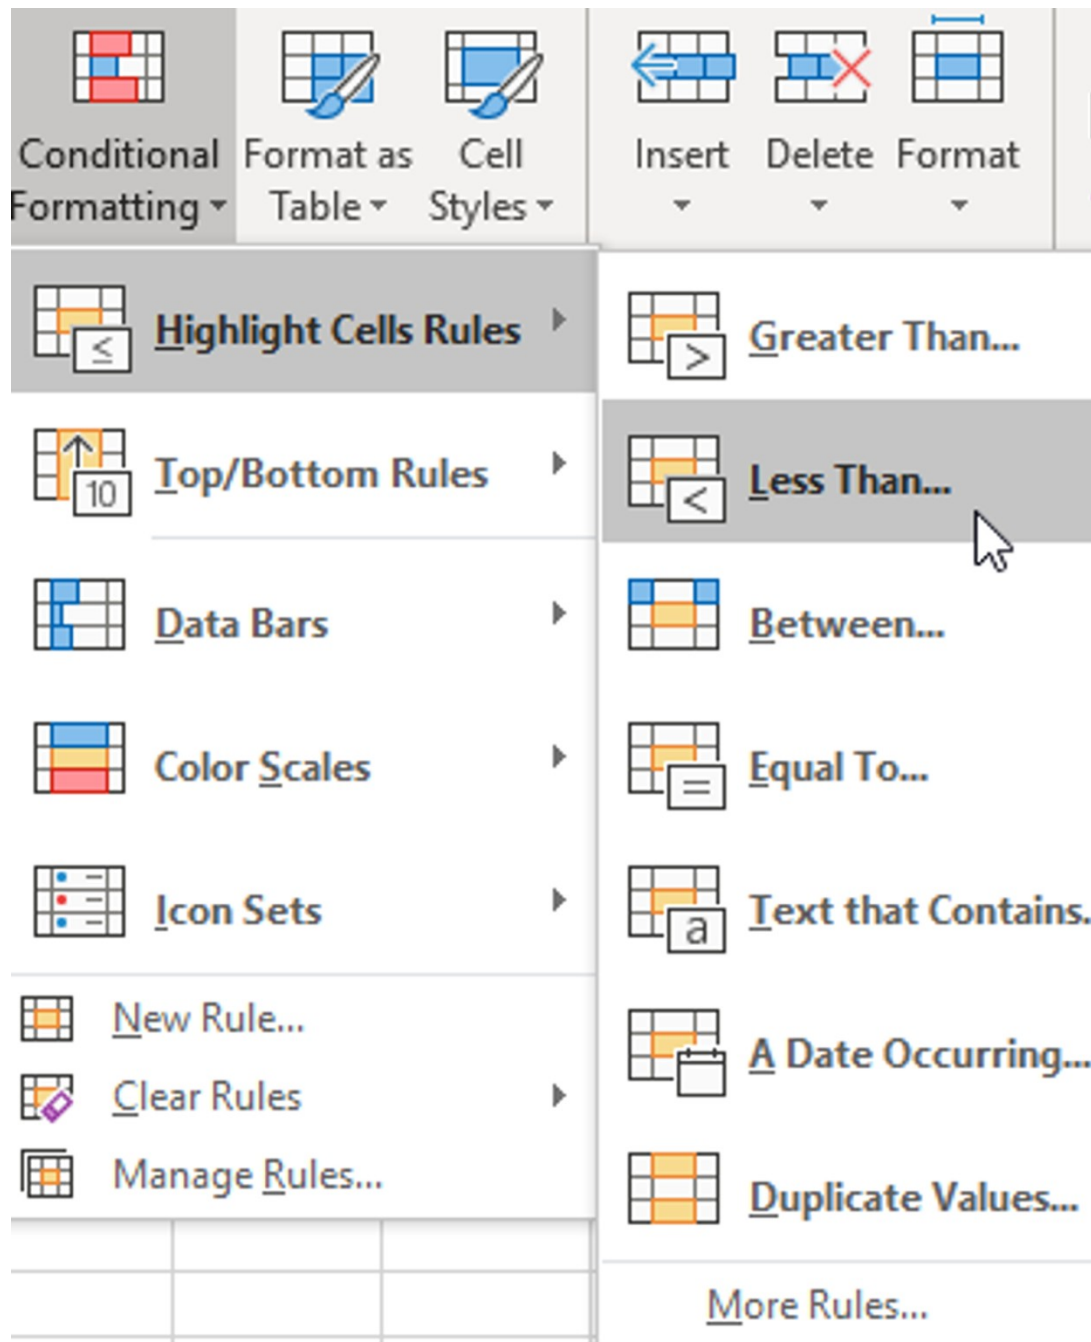 Conditional
Formatting
Format as
Table
Cell
Styles
Insert
Delete
Format
Highlight Cells Rules
≤
Top/Bottom Rules
10
Data Bars
Color Scales
Icon Sets
New Rule...
Clear Rules
Manage Rules...
Greater Than...
>
Less Than...
<
Between...
Equal To...
=
Text that Contains.
a
A Date Occurring...
Duplicate Values...
More Rules...